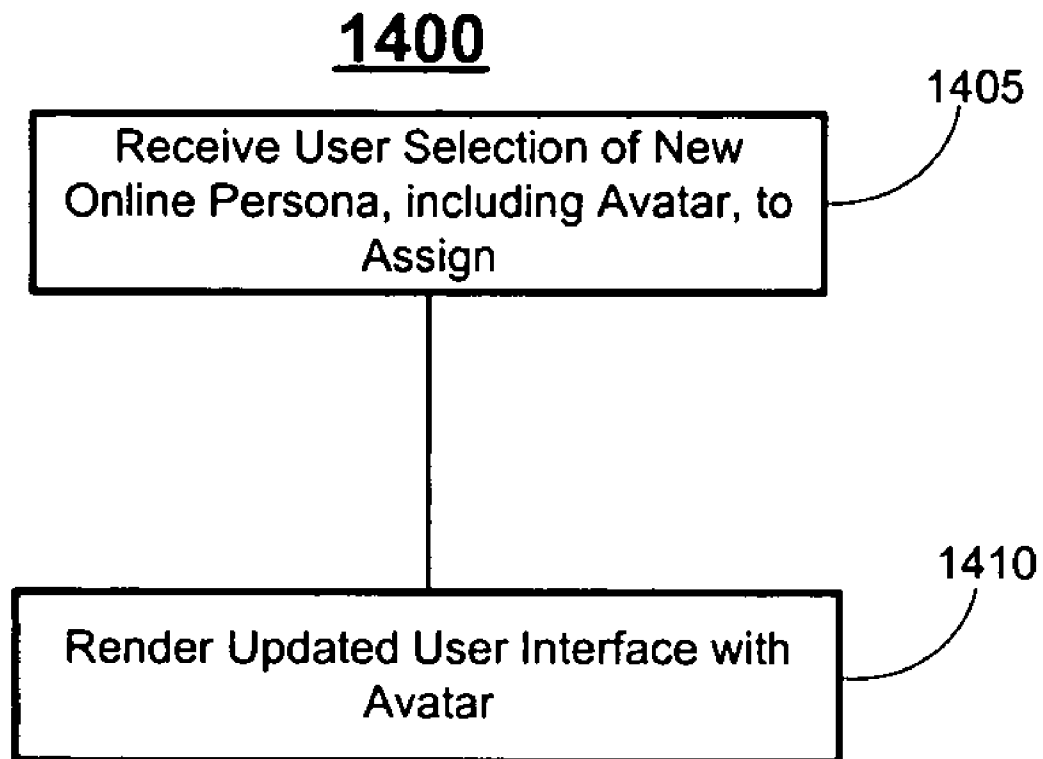 1400
1405
Receive User Selection of New
Online Persona, including Avatar, to
Assign
1410
Render Updated User Interface with
Avatar